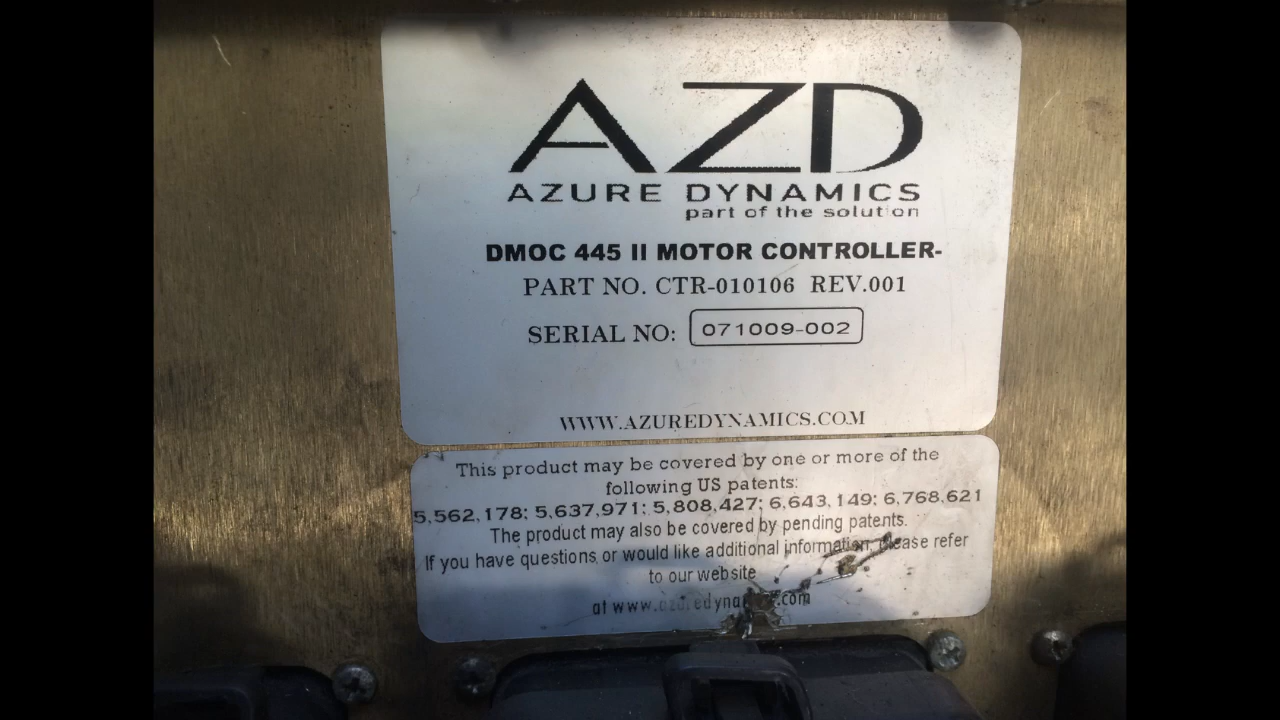 AZD
AZURE DYNAMICS
part of the solution
DMOC 445 II MOTOR CONTROLLER-
PART NO. CTR-010106 REV.001
SERIAL NO: 071009-002
WWW.AZUREDYNAMICS.COM
This product may be covered by one or more of the
following US patents:
5,562,178; 5,637,971; 5,808,427; 6,643,149; 6,768,621
The product may also be covered by pending patents.
If you have questions or would like additional information, please refer
to our website
at www.azuredynamics.com